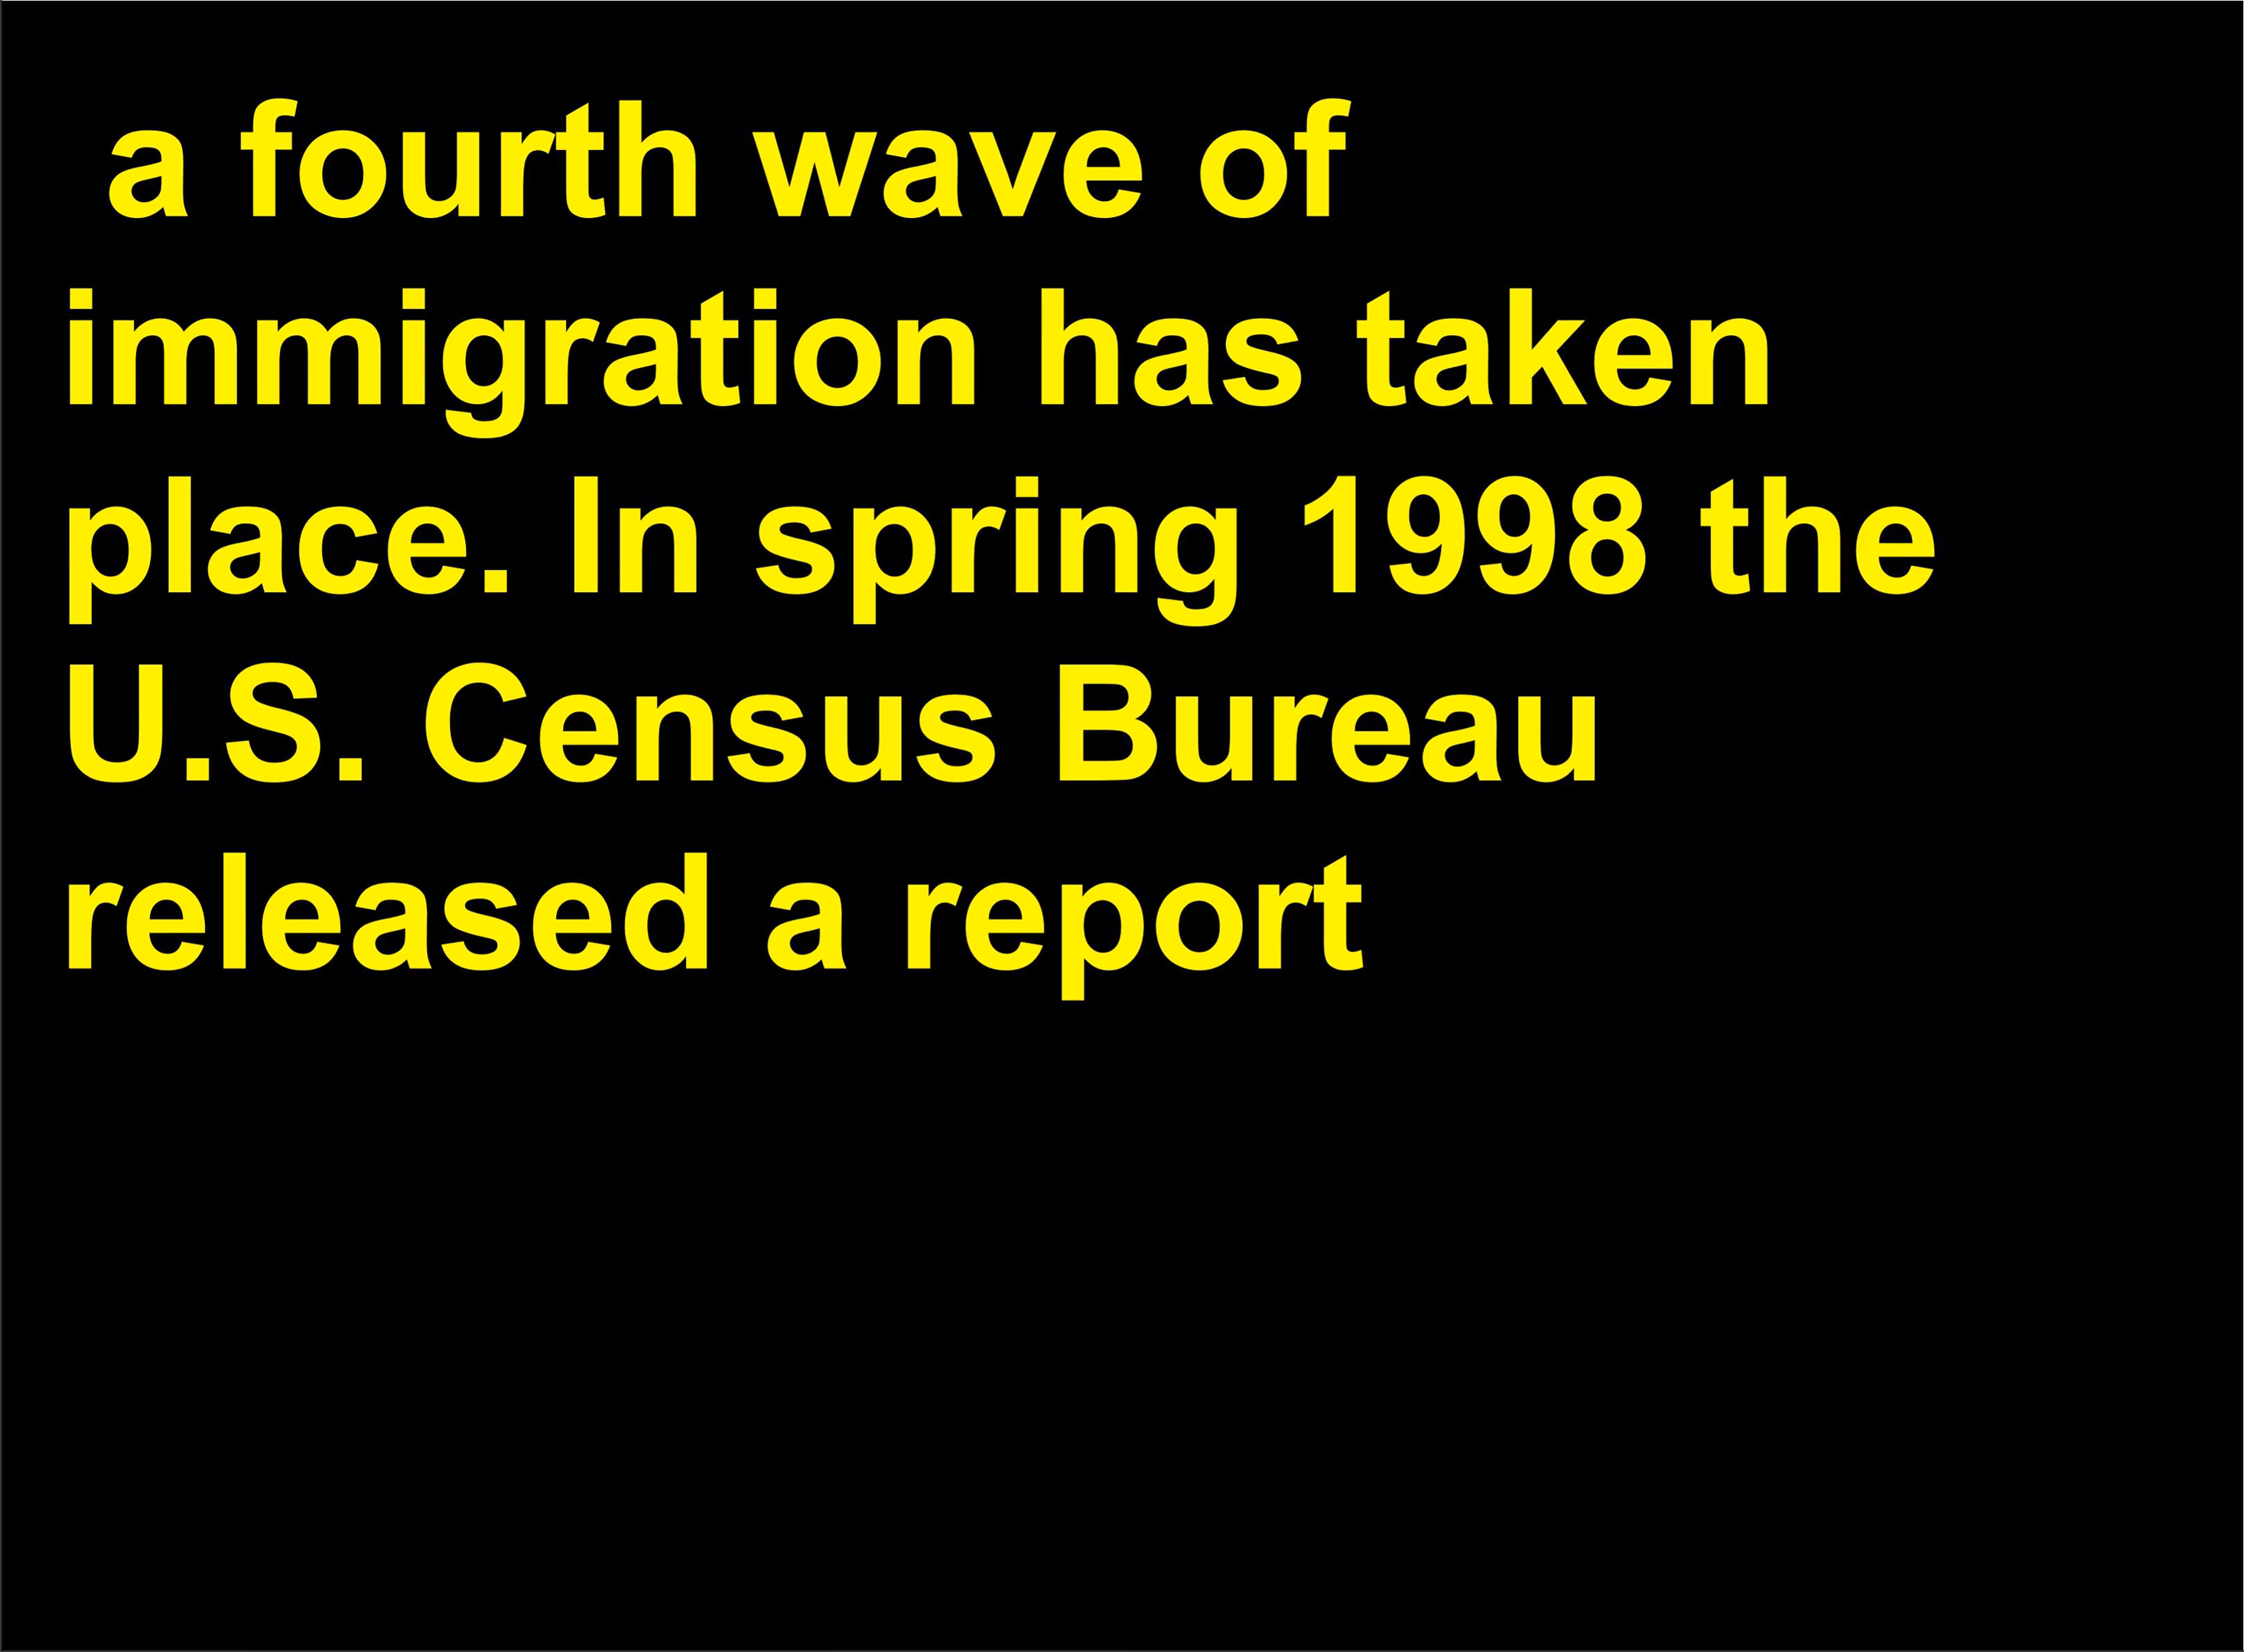 a fourth wave of
immigration has taken
place. In spring 1998 the
U.S. Census Bureau
released a report